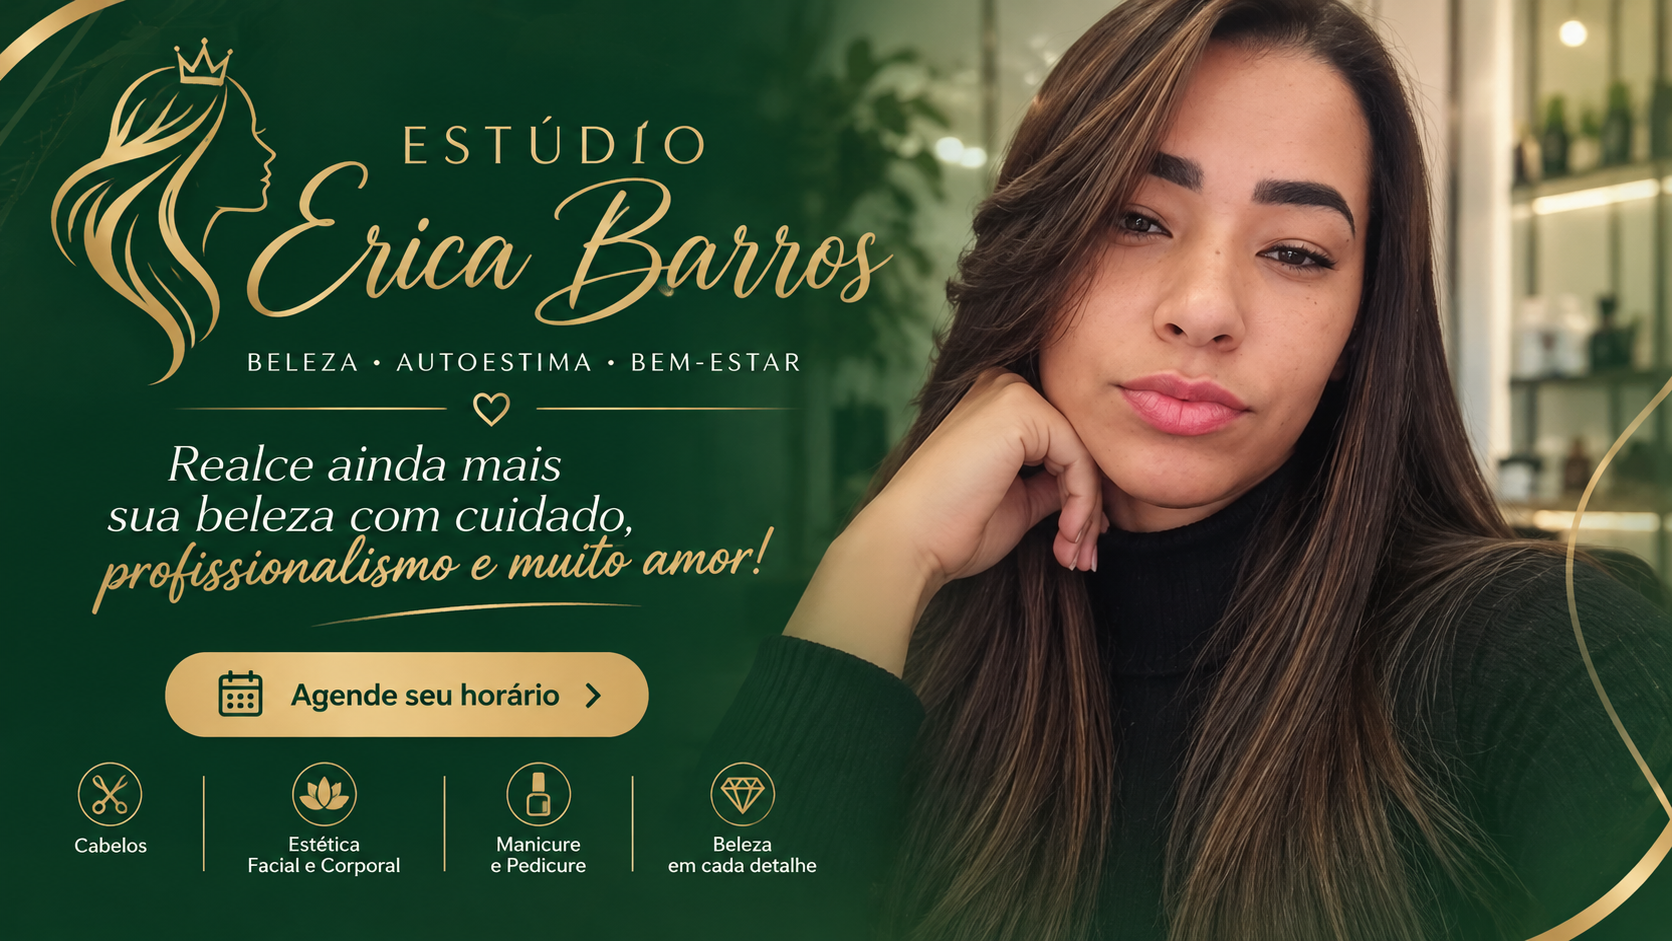 ESTÚDÍO
Erica Barros
BELEZA • AUTOESTIMA • BEM-ESTAR
Realce ainda mais
sua beleza com cuidado,
profissionalismo e muito amor!
Agende seu horário
Cabelos
Estética
Facial e Corporal
Manicure
e Pedicure
Beleza
em cada detalhe